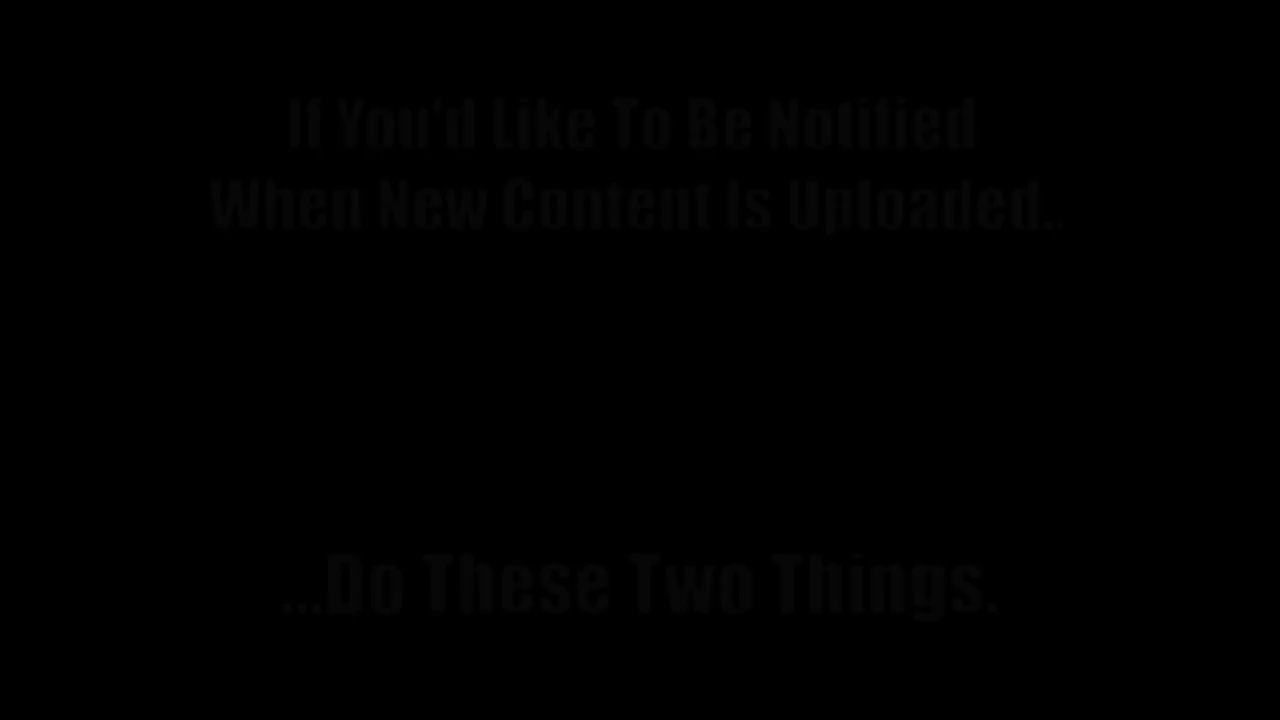 If You'd Like To Be Notified
When New Content Is Uploaded..
...Do These Two Things.